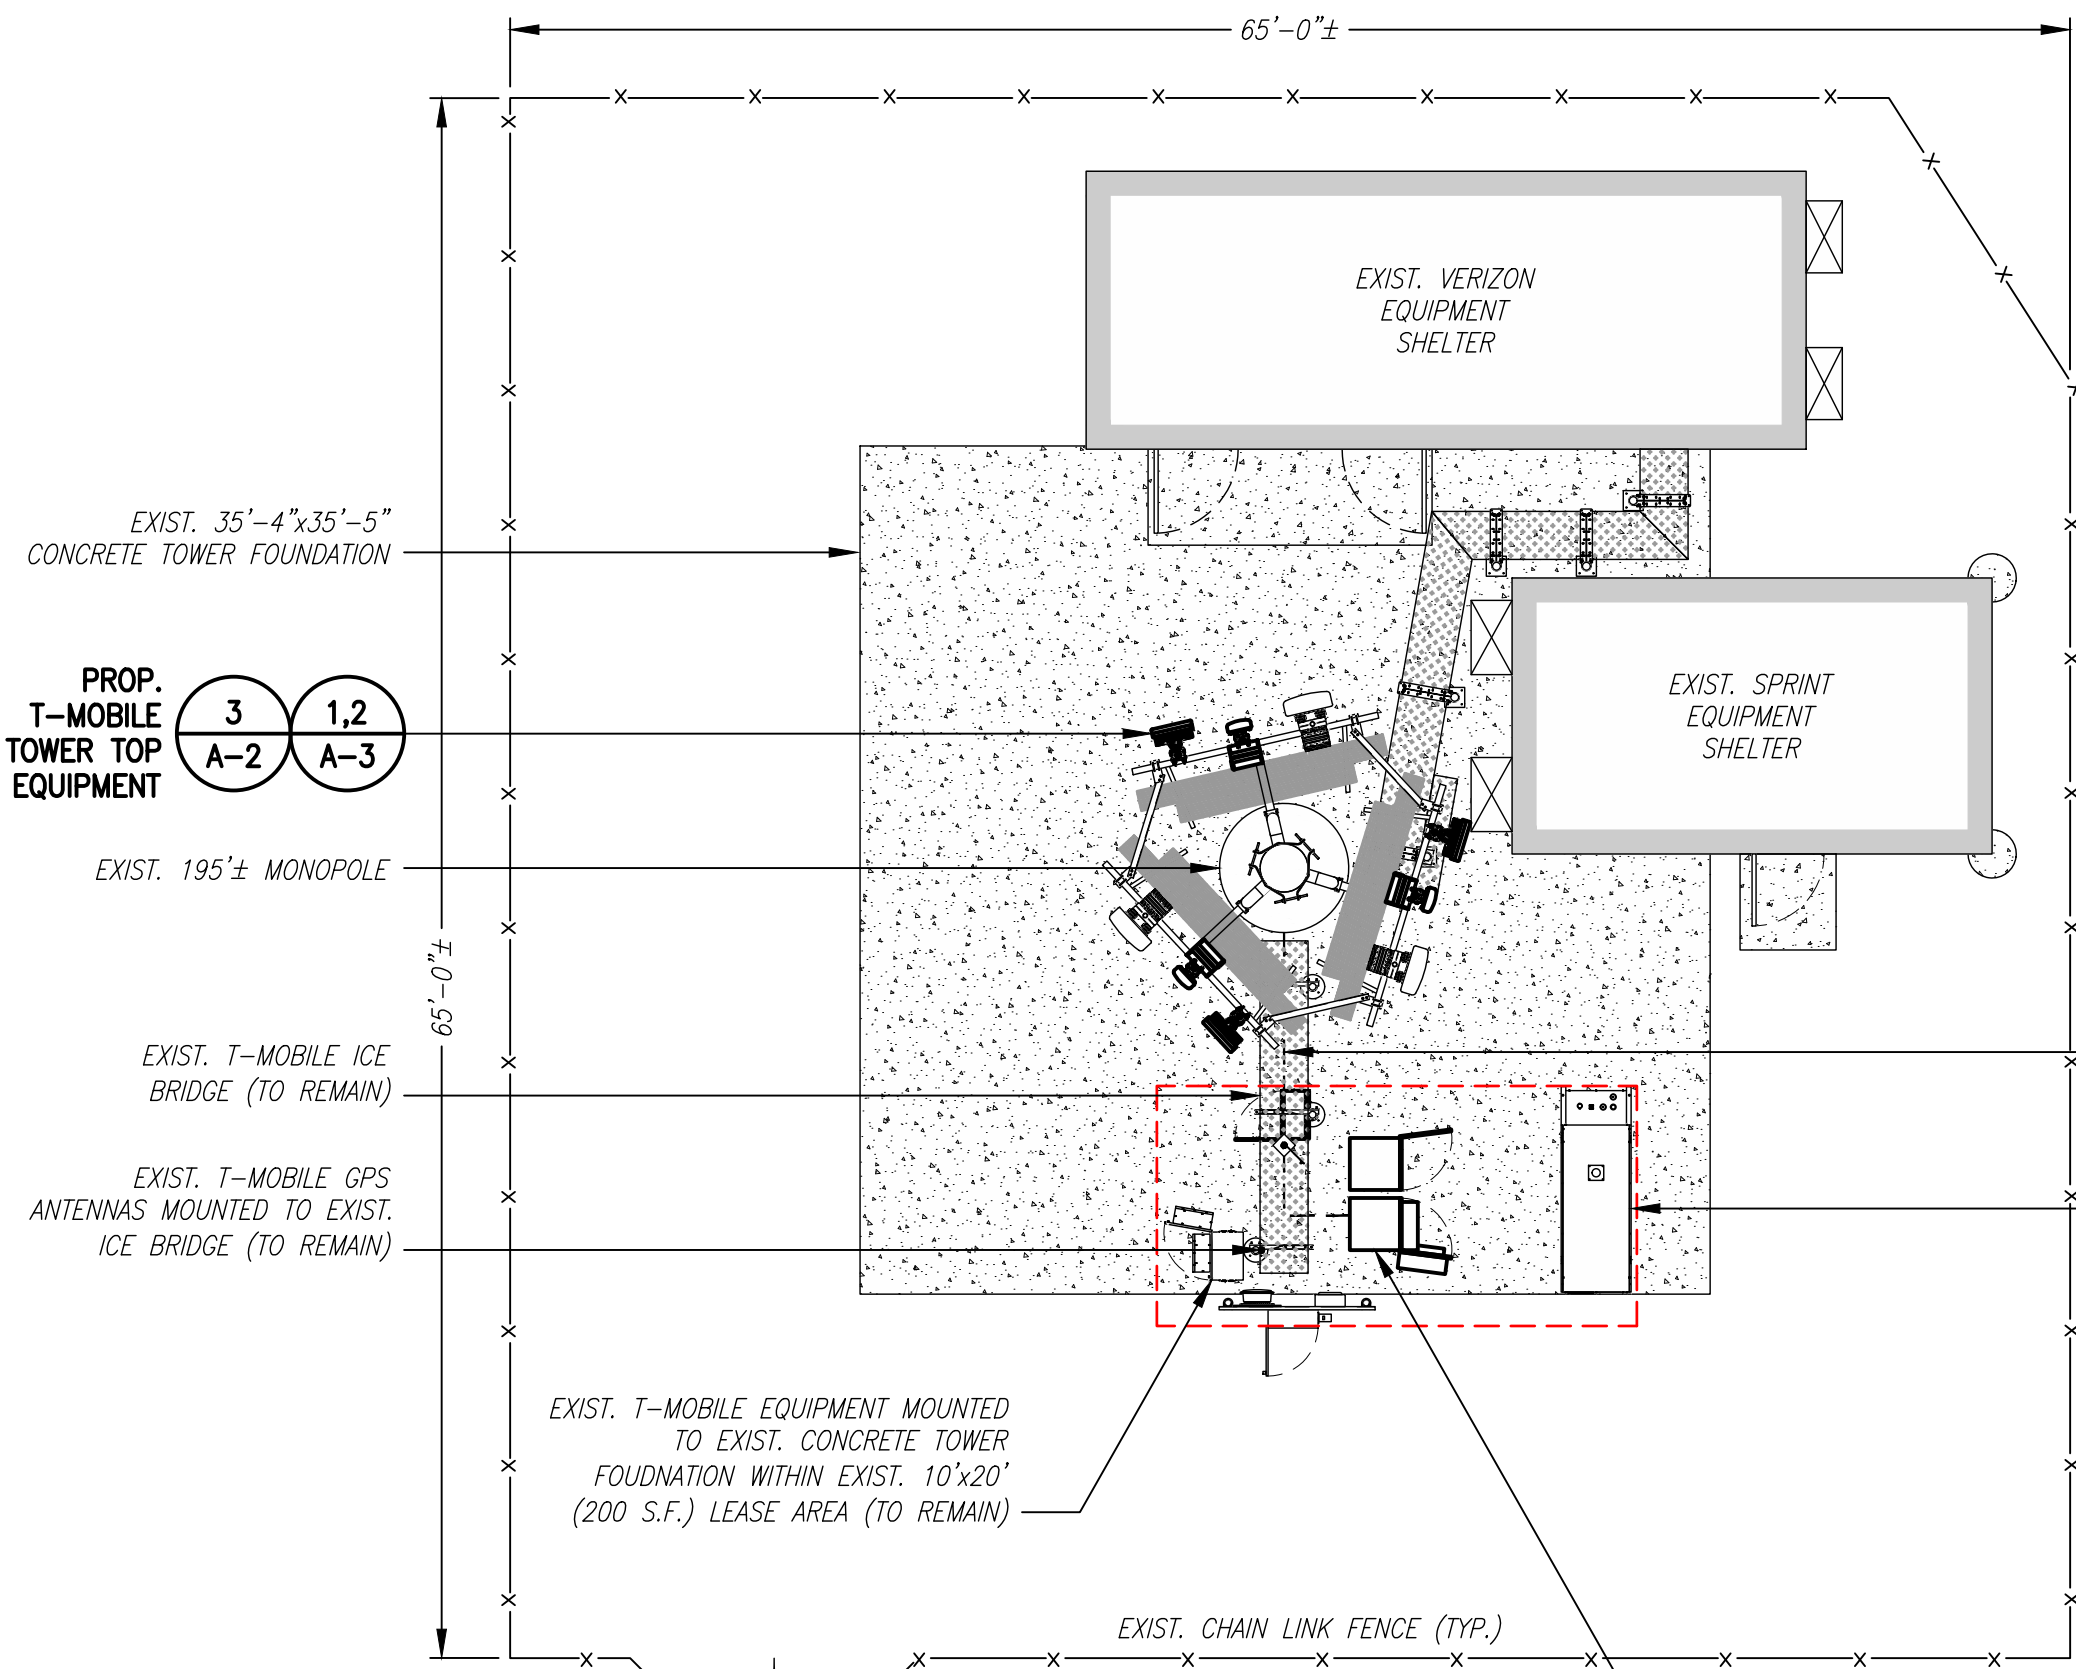 65'-0"±
EXIST. VERIZON
EQUIPMENT
SHELTER
EXIST. 35'-4"x35'-5"
CONCRETE TOWER FOUNDATION
PROP.
T-MOBILE
TOWER TOP
EQUIPMENT
3
A-2
1,2
A-3
EXIST. SPRINT
EQUIPMENT
SHELTER
EXIST. 195'± MONOPOLE
65'-0"±
EXIST. T-MOBILE ICE
BRIDGE (TO REMAIN)
EXIST. T-MOBILE GPS
ANTENNAS MOUNTED TO EXIST.
ICE BRIDGE (TO REMAIN)
EXIST. T-MOBILE EQUIPMENT MOUNTED
TO EXIST. CONCRETE TOWER
FOUDNATION WITHIN EXIST. 10'x20'
(200 S.F.) LEASE AREA (TO REMAIN)
EXIST. CHAIN LINK FENCE (TYP.)